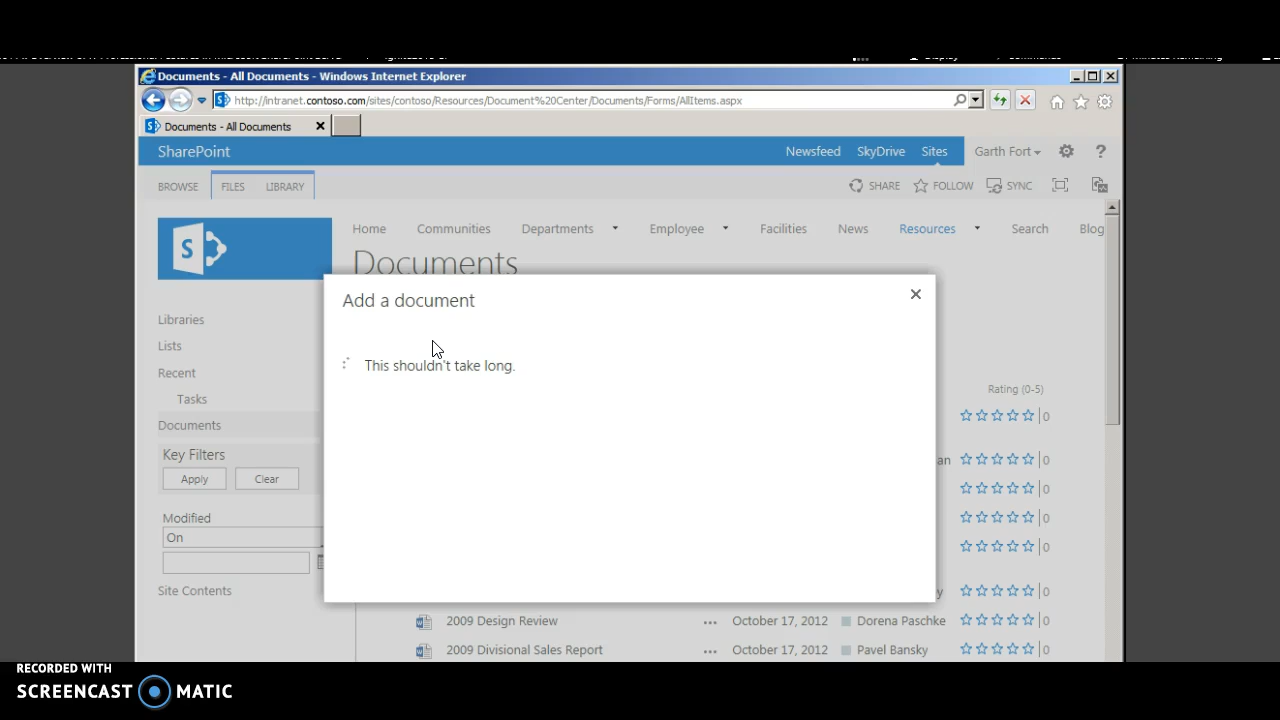 Documents - All Documents - Windows Internet Explorer
http://intranet.contoso.com/sites/contoso/Resources/Document%20Center/Documents/Forms/AllItems.aspx
Documents - All Documents
SharePoint
Newsfeed SkyDrive Sites Garth Fort
BROWSE FILES LIBRARY
SHARE FOLLOW SYNC
Home Communities Departments Employee Facilities News Resources Search Blog
Documents
Add a document
This shouldn't take long.
Libraries
Lists
Recent
Tasks
Documents
Key Filters
Apply Clear
Modified
On
Site Contents
Rating (0-5)
0
an 0
0
0
0
y 0
2009 Design Review ... October 17, 2012 Dorena Paschke 0
2009 Divisional Sales Report ... October 17, 2012 Pavel Bansky 0
RECORDED WITH
SCREENCAST MATIC